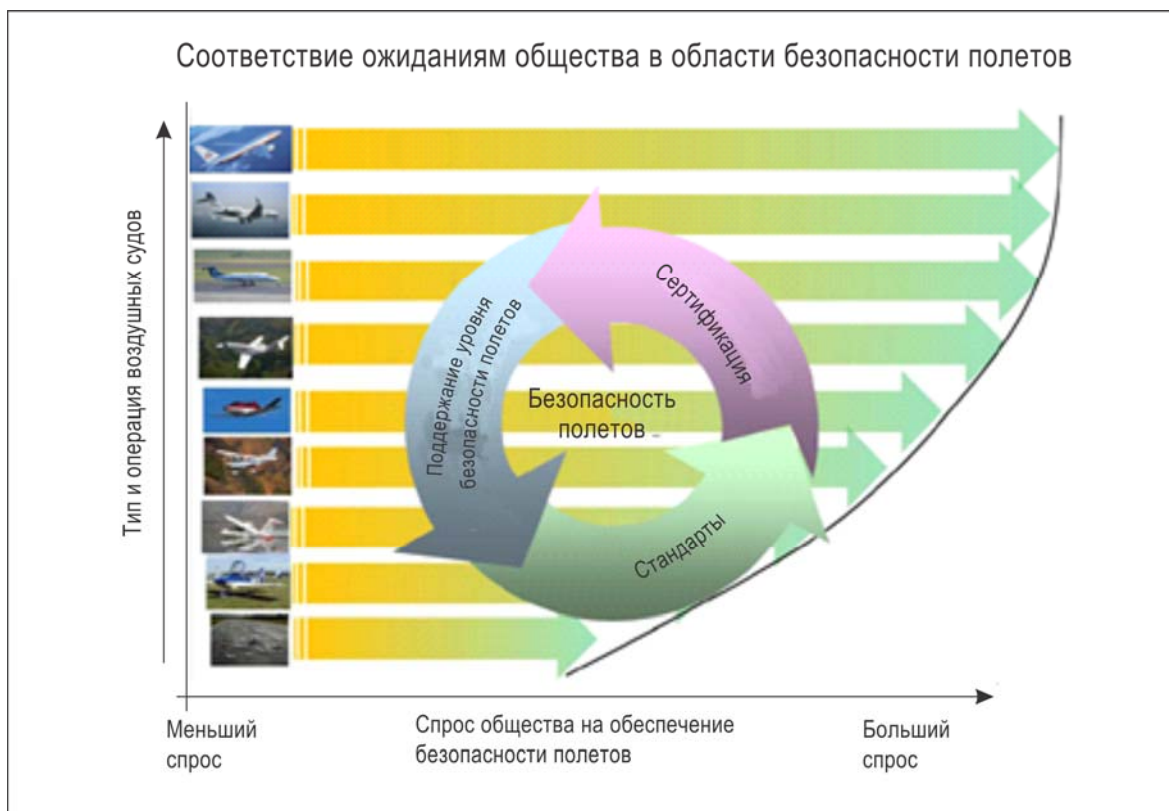 Соответствие ожиданиям общества в области безопасности полетов
Тип и операция воздушных судов
Сертификация
Поддержание уровня
безопасности полетов
Безопасность
полетов
Стандарты
Меньший
спрос
Спрос общества на обеспечение
безопасности полетов
Больший
спрос